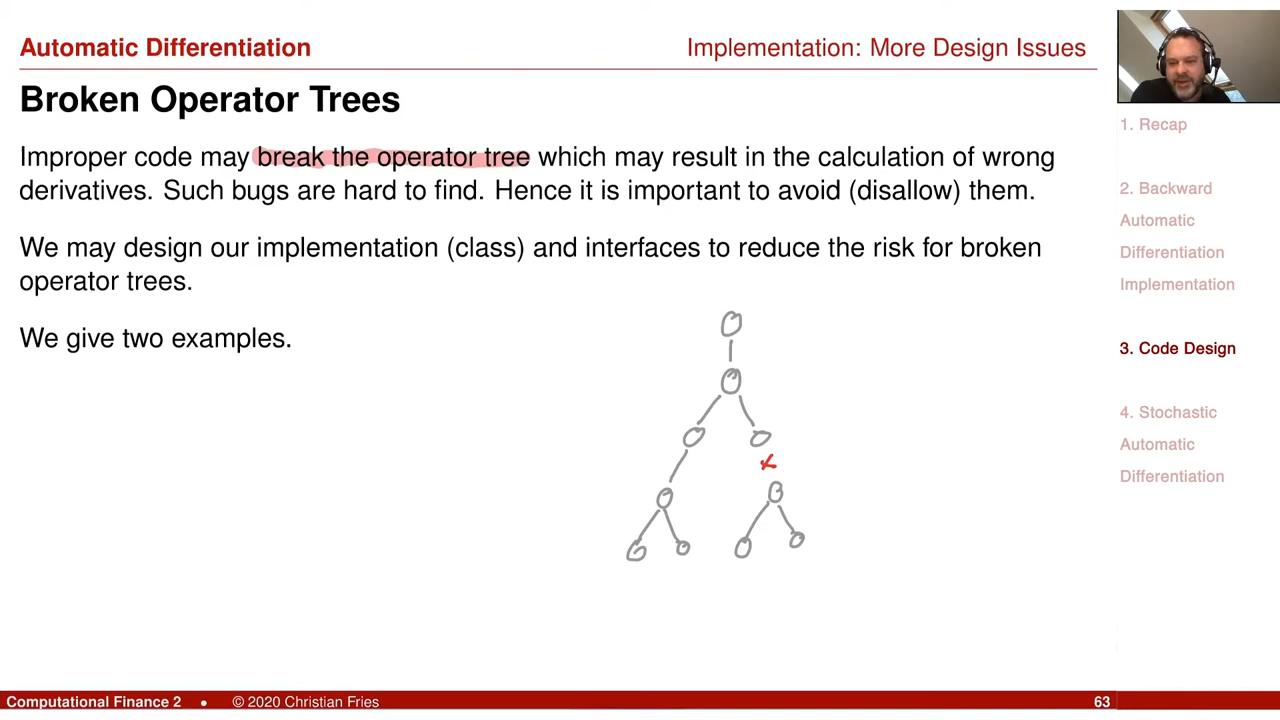 Automatic Differentiation
Implementation: More Design Issues
Broken Operator Trees
Improper code may break the operator tree which may result in the calculation of wrong
derivatives. Such bugs are hard to find. Hence it is important to avoid (disallow) them.
We may design our implementation (class) and interfaces to reduce the risk for broken
operator trees.
We give two examples.
1. Recap
2. Backward
Automatic
Differentiation
Implementation
3. Code Design
4. Stochastic
Automatic
Differentiation
Computational Finance 2 • © 2020 Christian Fries
63